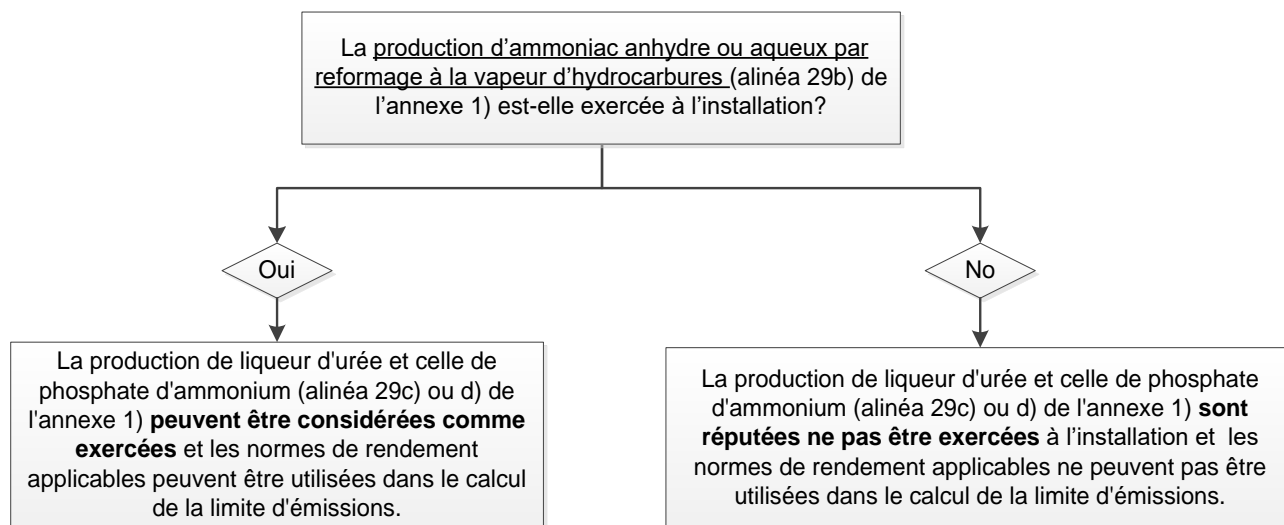 La production d’ammoniac anhydre ou aqueux par
reformage à la vapeur d’hydrocarbures (alinéa 29b) de
l’annexe 1) est-elle exercée à l’installation?
Oui
No
La production de liqueur d'urée et celle de
phosphate d'ammonium (alinéa 29c) ou d) de
l'annexe 1) peuvent être considérées comme
exercées et les normes de rendement
applicables peuvent être utilisées dans le calcul
de la limite d'émissions.
La production de liqueur d'urée et celle de phosphate
d'ammonium (alinéa 29c) ou d) de l'annexe 1) sont
réputées ne pas être exercées à l’installation et  les
normes de rendement applicables ne peuvent pas être
utilisées dans le calcul de la limite d'émissions.